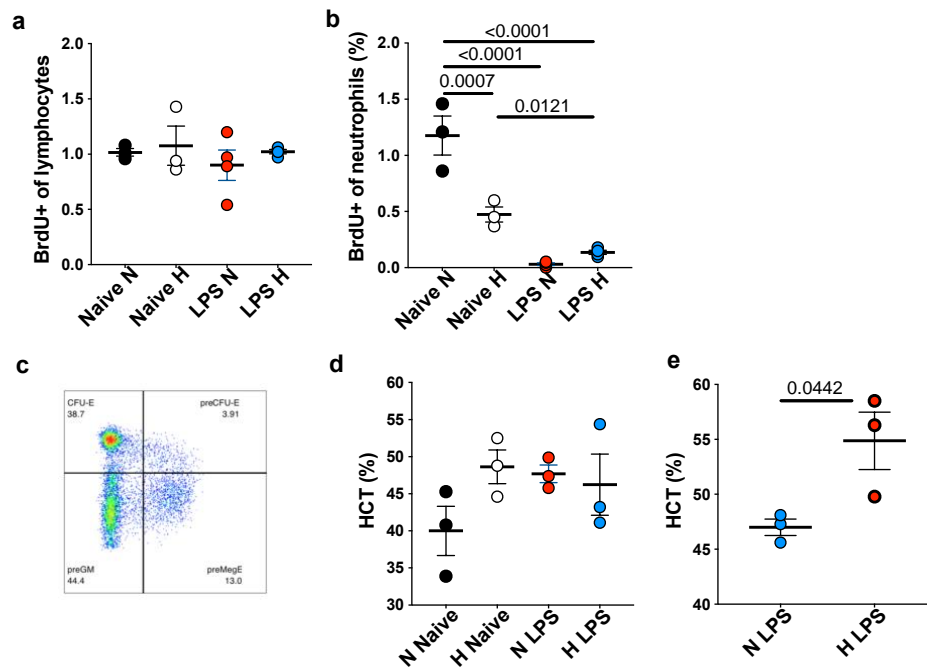 a
BrdU+ of lymphocytes
2.0
1.5
1.0
0.5
0.0
Naive N
Naive H
LPS N
LPS H
b
BrdU+ of neutrophils (%)
<0.0001
<0.0001
0.0007
0.0121
2.0
1.5
1.0
0.5
0.0
Naive N
Naive H
LPS N
LPS H
c
CFU-E
38.7
preCFU-E
3.91
preGM
44.4
preMegE
13.0
d
HCT (%)
60
55
50
45
40
35
30
N Naive
H Naive
N LPS
H LPS
e
HCT (%)
0.0442
60
55
50
45
40
N LPS
H LPS